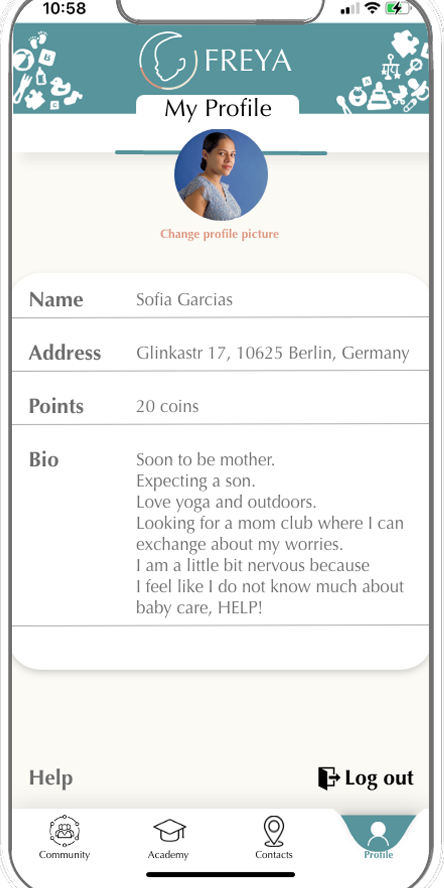 10:58
FREYA
My Profile
Change profile picture
Name Sofia Garcias
Address Glinkastr 17, 10625 Berlin, Germany
Points 20 coins
Bio Soon to be mother.
Expecting a son.
Love yoga and outdoors.
Looking for a mom club where I can
exchange about my worries.
I am a little bit nervous because
I feel like I do not know much about
baby care, HELP!
Help Log out
Community Academy Contacts Profile